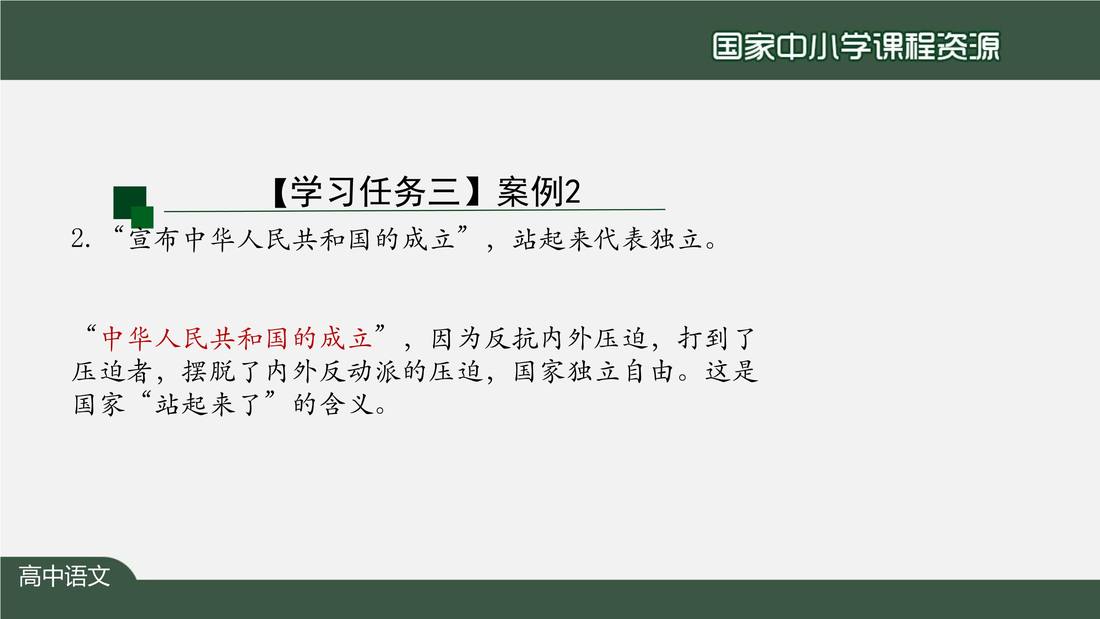 国家中小学课程资源
【学习任务三】案例2
2.“宣布中华人民共和国的成立”，站起来代表独立。
“中华人民共和国的成立”，因为反抗内外压迫，打到了
压迫者，摆脱了内外反动派的压迫，国家独立自由。这是
国家“站起来了”的含义。
高中语文